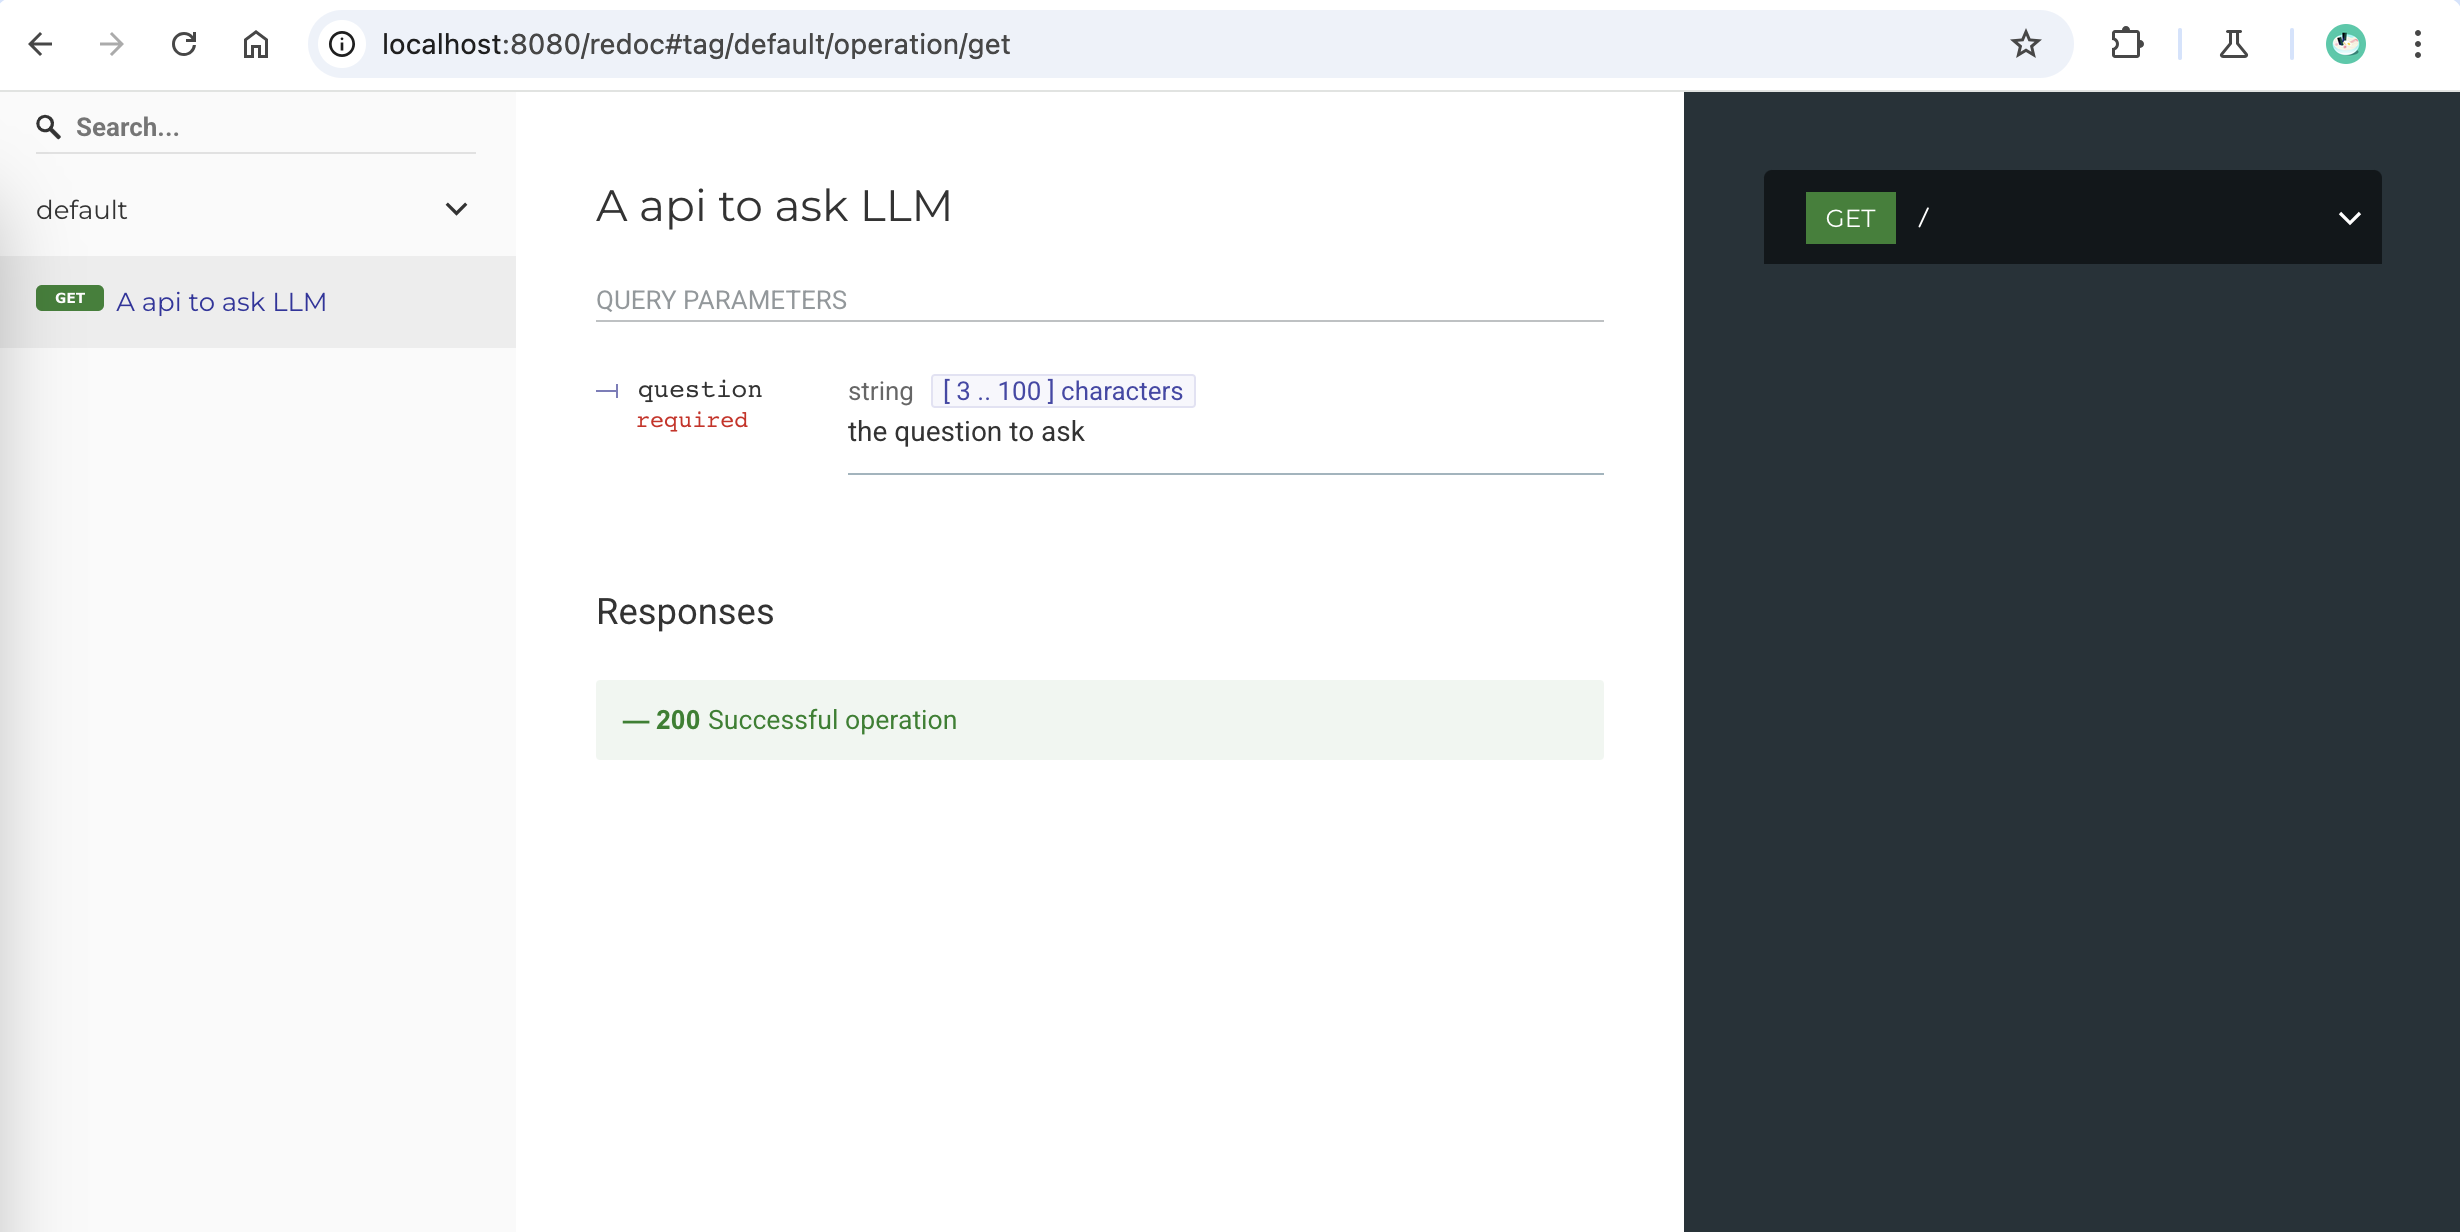 localhost:8080/redoc#tag/default/operation/get
Search...
default
GET A api to ask LLM
A api to ask LLM
QUERY PARAMETERS
question
required
string [ 3 .. 100 ] characters
the question to ask
Responses
— 200 Successful operation
GET /